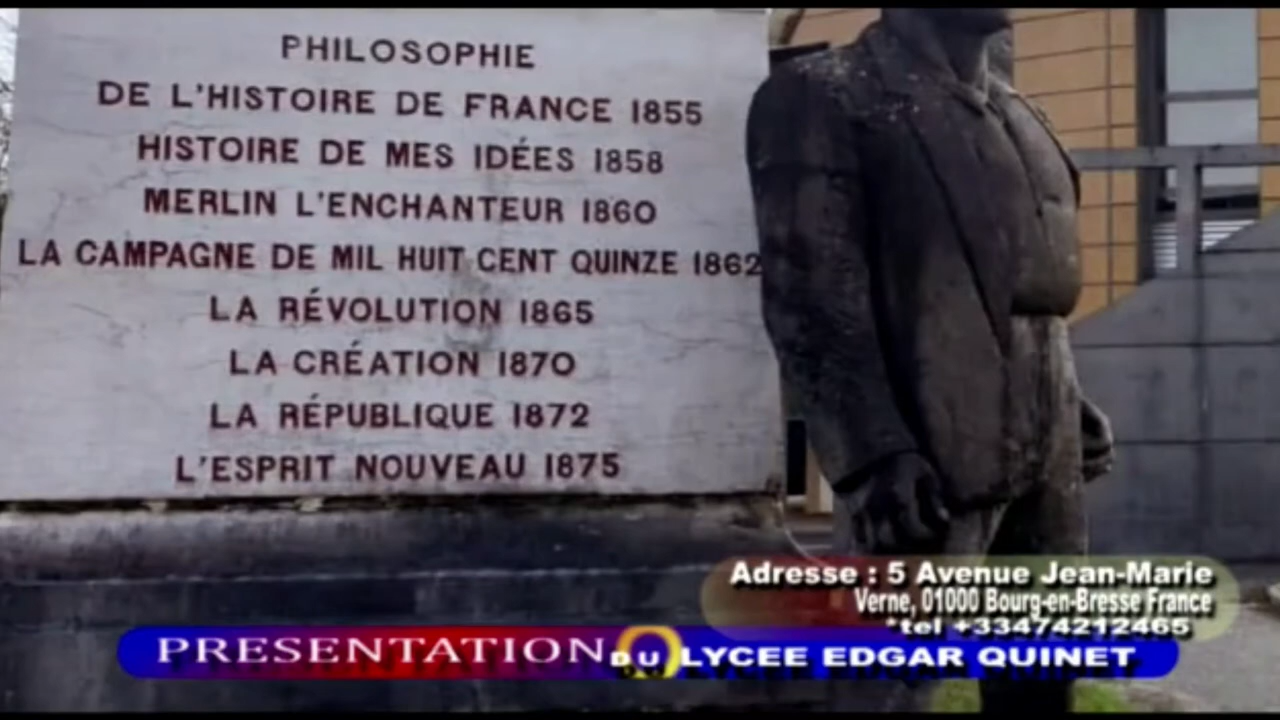 PHILOSOPHIE
DE L'HISTOIRE DE FRANCE 1855
HISTOIRE DE MES IDÉES 1858
MERLIN L'ENCHANTEUR 1860
LA CAMPAGNE DE MIL HUIT CENT QUINZE 1862
LA RÉVOLUTION 1865
LA CRÉATION 1870
LA RÉPUBLIQUE 1872
L'ESPRIT NOUVEAU 1875
Adresse : 5 Avenue Jean-Marie
Verne, 01000 Bourg-en-Bresse France
*tel +33474212465
PRESENTATION DU LYCEE EDGAR QUINET